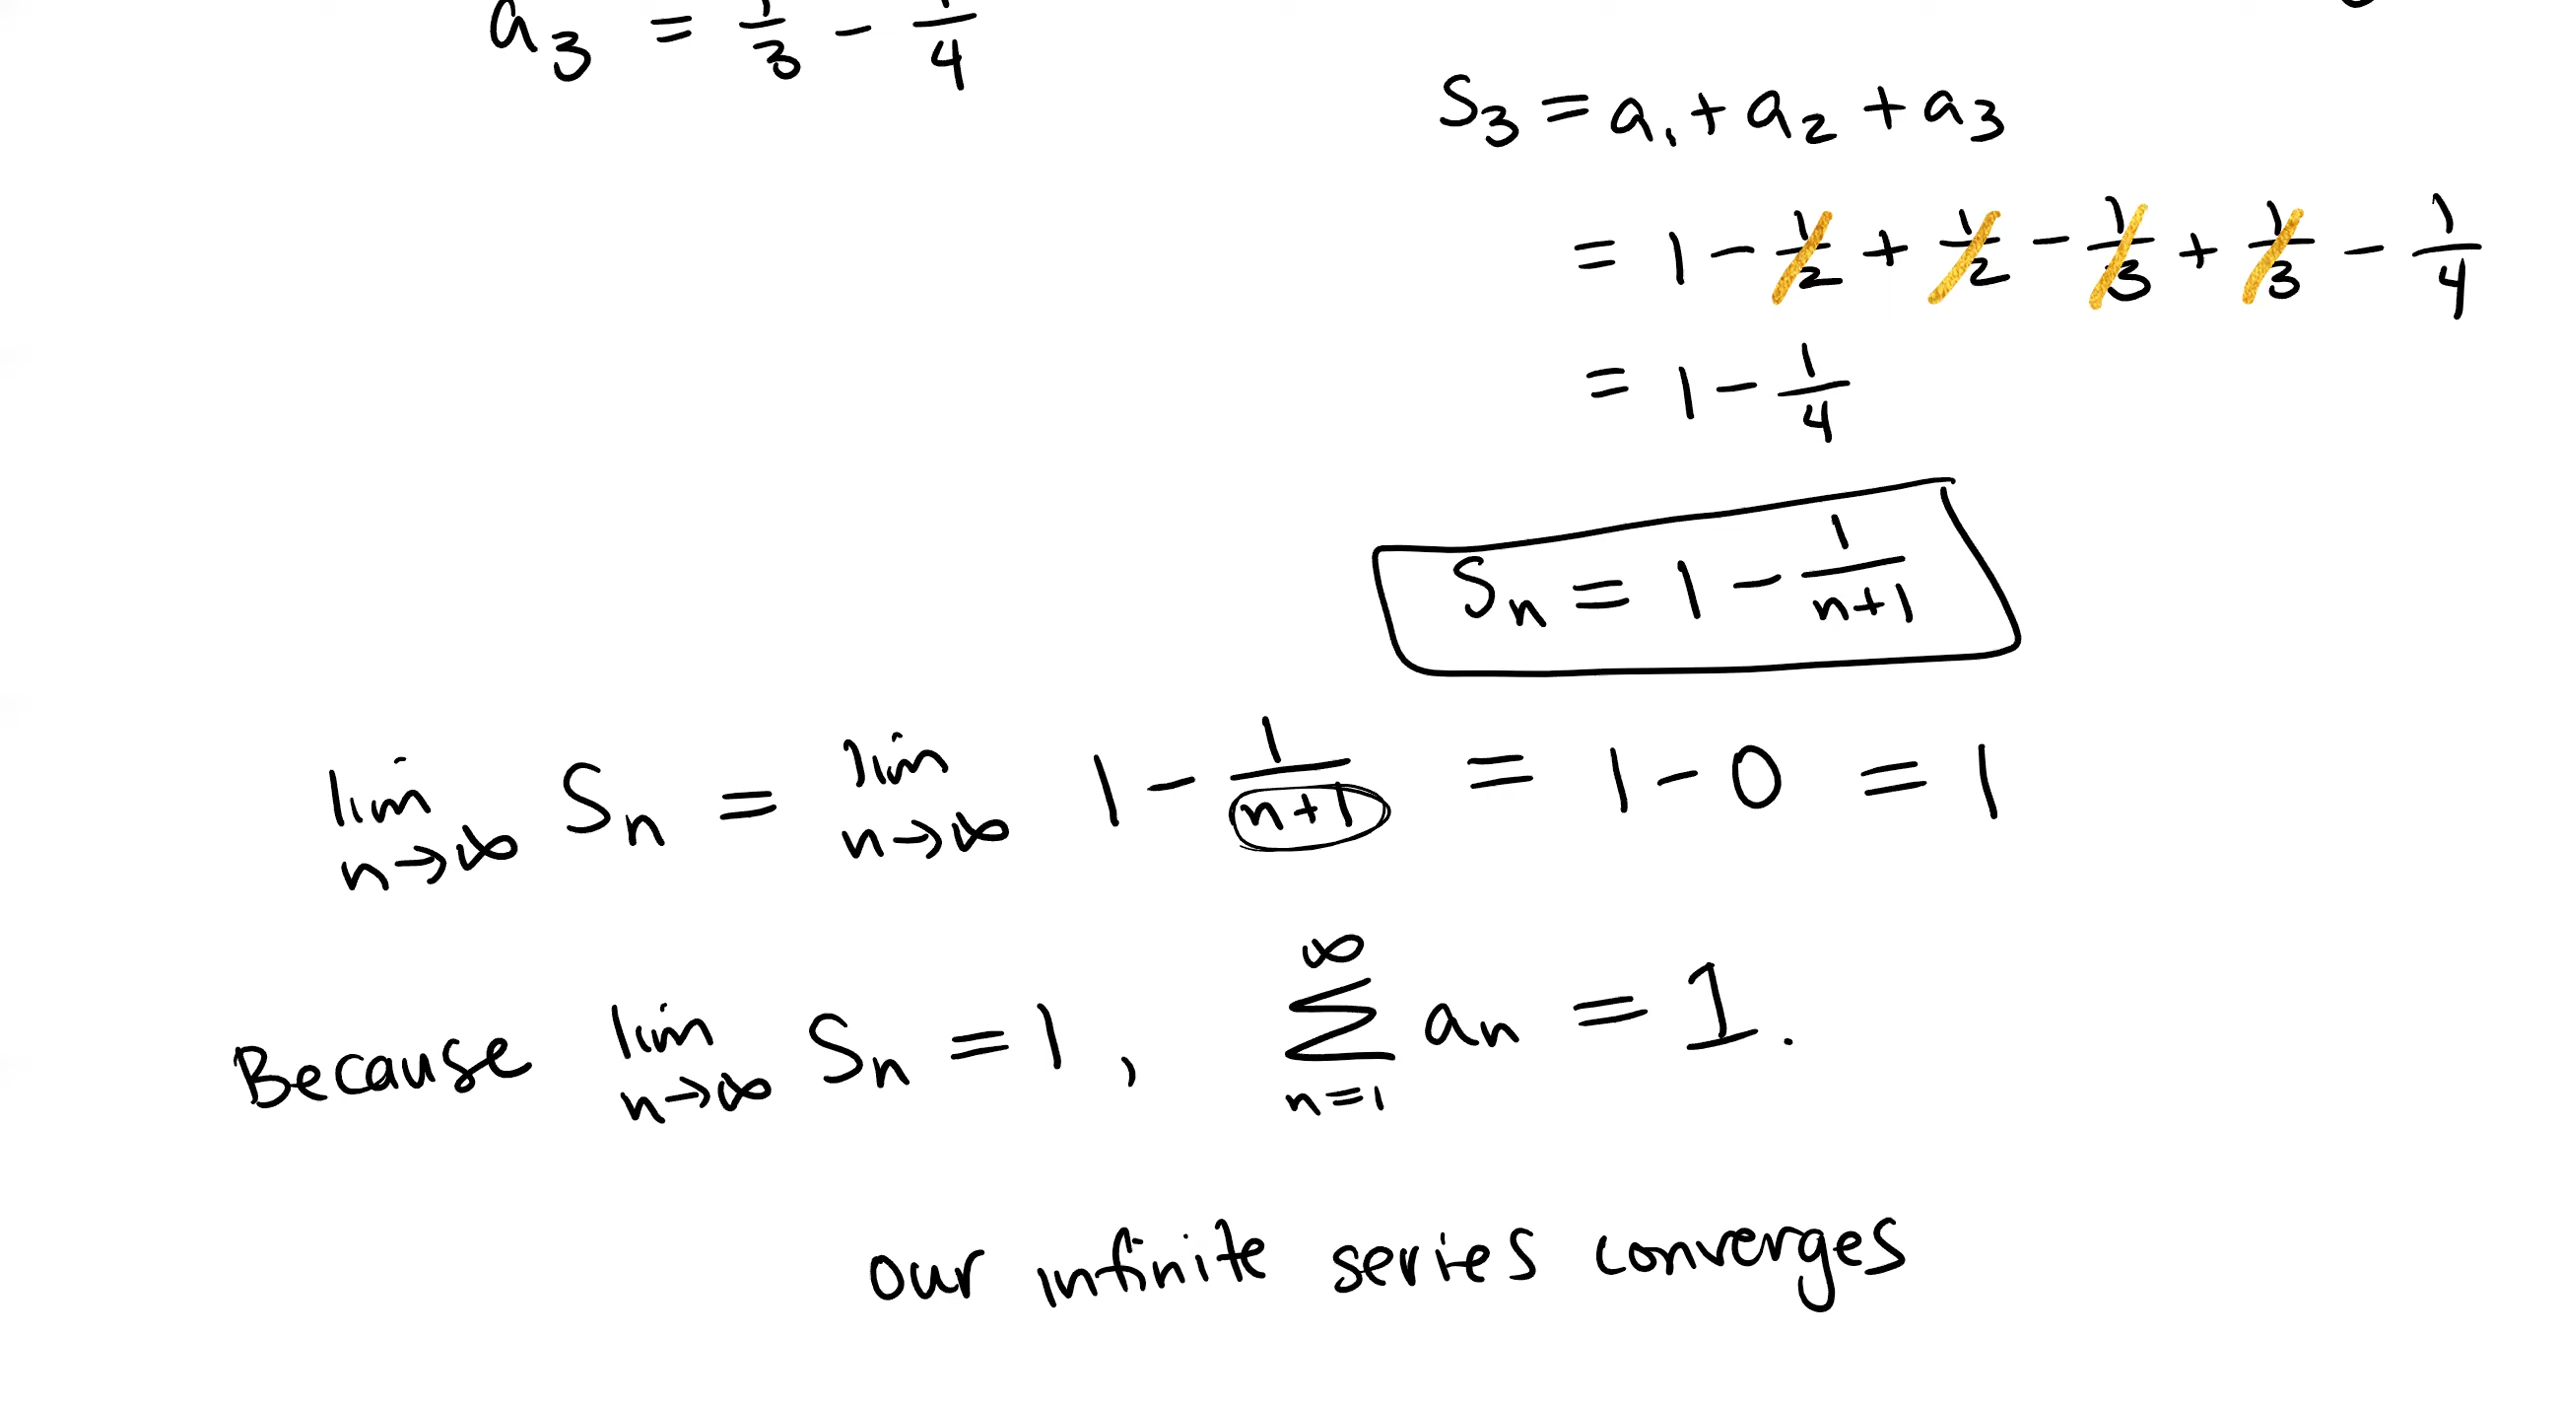 a₃ = 1/3 - 1/4
S₃ = a₁ + a₂ + a₃
= 1 - 1/2 + 1/2 - 1/3 + 1/3 - 1/4
= 1 - 1/4
Sₙ = 1 - 1/(n+1)
lim n→∞ Sₙ = lim n→∞ 1 - 1/(n+1) = 1 - 0 = 1
Because lim n→∞ Sₙ = 1, ∞ Σ n=1 aₙ = 1.
our infinite series converges